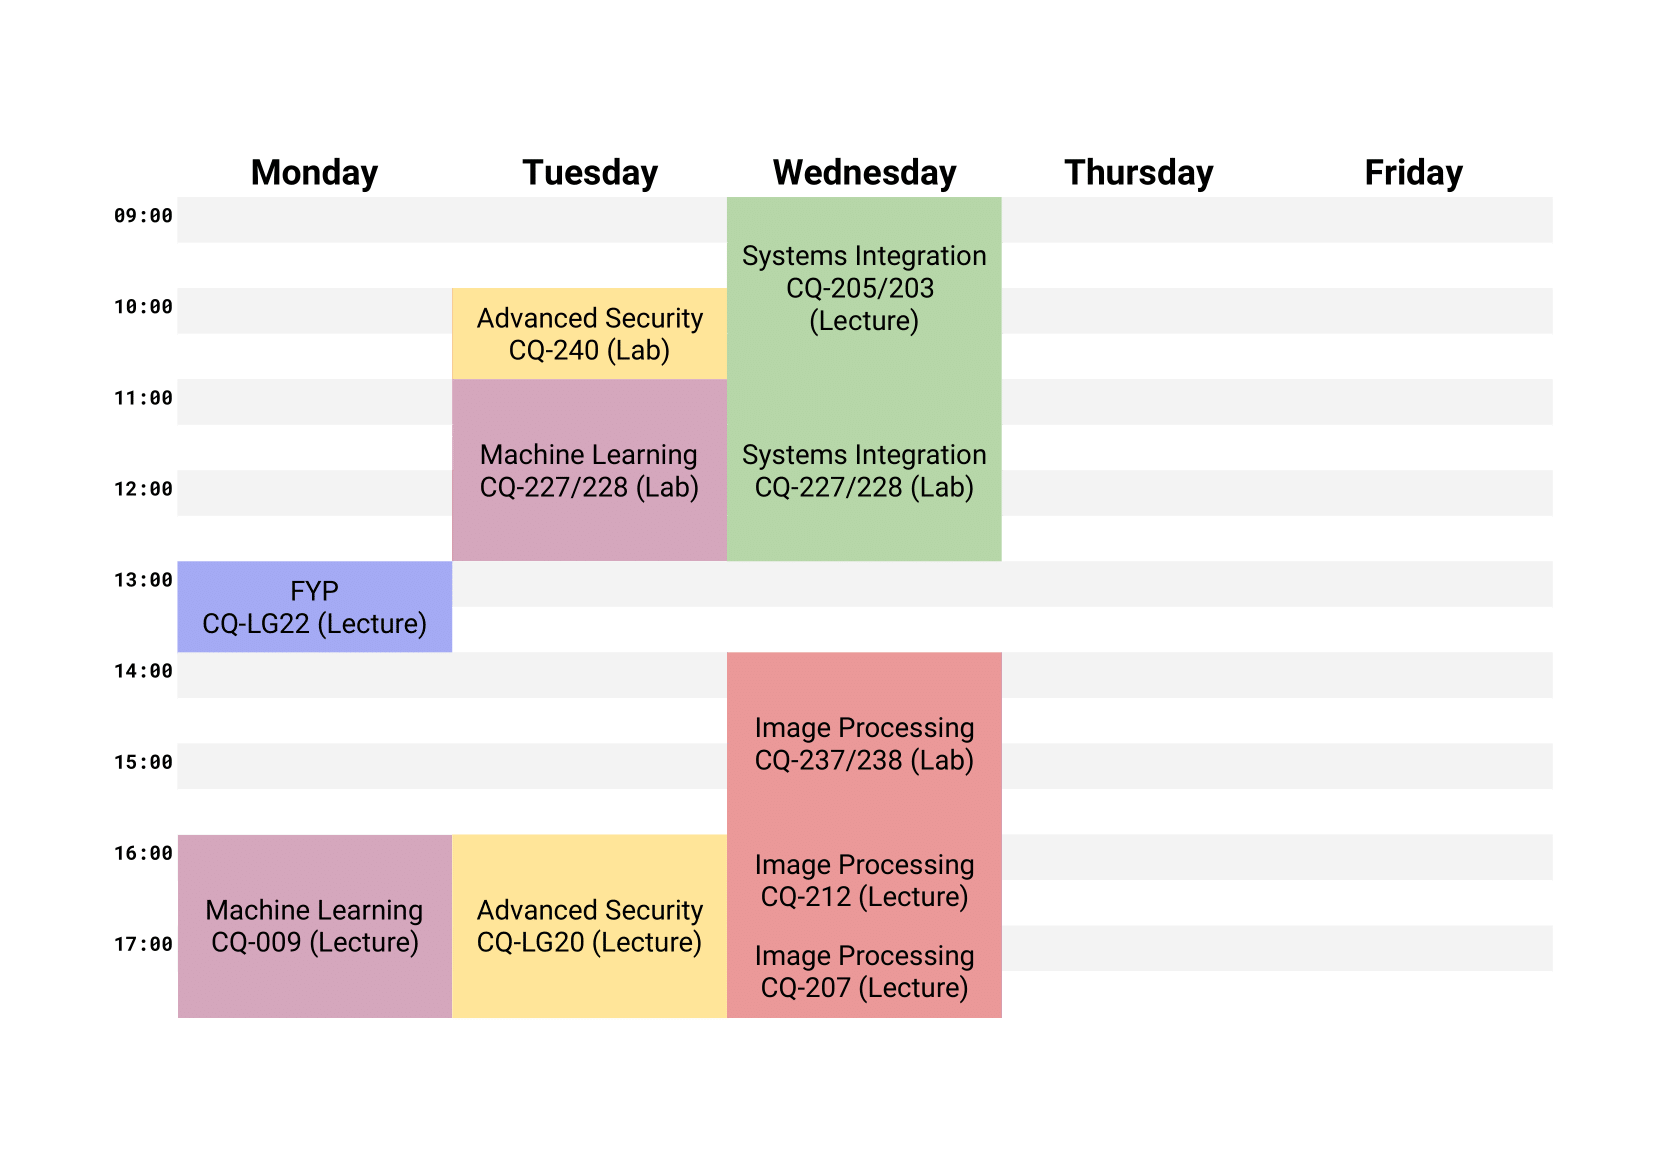 Monday Tuesday Wednesday Thursday Friday
09:00
Systems Integration
CQ-205/203
(Lecture)
10:00
Advanced Security
CQ-240 (Lab)
11:00
Machine Learning
CQ-227/228 (Lab)
Systems Integration
CQ-227/228 (Lab)
12:00
13:00
FYP
CQ-LG22 (Lecture)
14:00
Image Processing
CQ-237/238 (Lab)
15:00
16:00
Machine Learning
CQ-009 (Lecture)
Advanced Security
CQ-LG20 (Lecture)
Image Processing
CQ-212 (Lecture)
17:00
Image Processing
CQ-207 (Lecture)